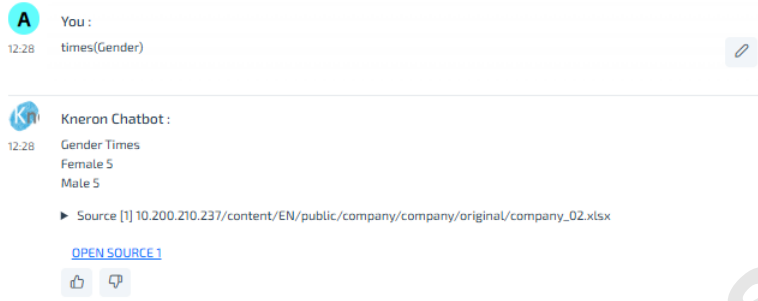 A
You :
12:28
times(Gender)
Kn
Kneron Chatbot :
12:28
Gender Times
Female 5
Male 5
▶ Source [1] 10.200.210.237/content/EN/public/company/company/original/company_02.xlsx
OPEN SOURCE 1